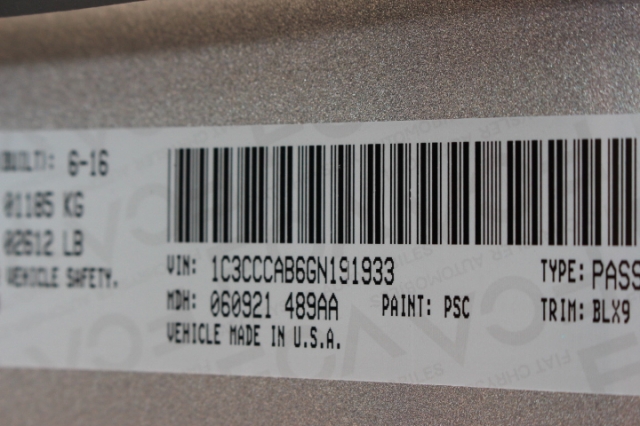 (BUILT): 6-16
01185 KG
02612 LB
VEHICLE SAFETY.
VIN: 1C3CCCAB6GN191933
TYPE: PASS
MDH: 060921 489AA
PAINT: PSC
TRIM: BLX9
VEHICLE MADE IN U.S.A.